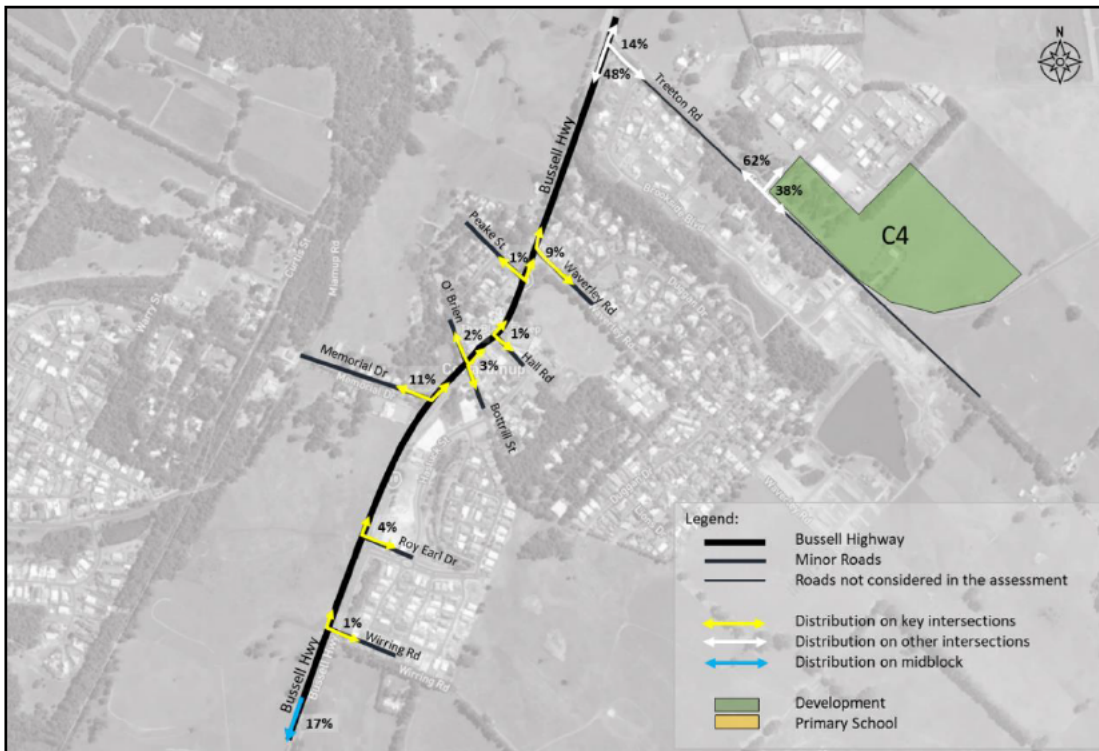 N
14%
48%
Treeton Rd
Bussell Hwy
62%
38%
C4
Peake St
1%
9%
Waverley Rd
O' Brien
2%
1%
Hall Rd
3%
Memorial Dr
11%
Bottrill St
4%
Roy Earl Dr
1%
Wirring Rd
Wirring Rd
Bussell Hwy
17%
Legend:
Bussell Highway
Minor Roads
Roads not considered in the assessment
Distribution on key intersections
Distribution on other intersections
Distribution on midblock
Development
Primary School